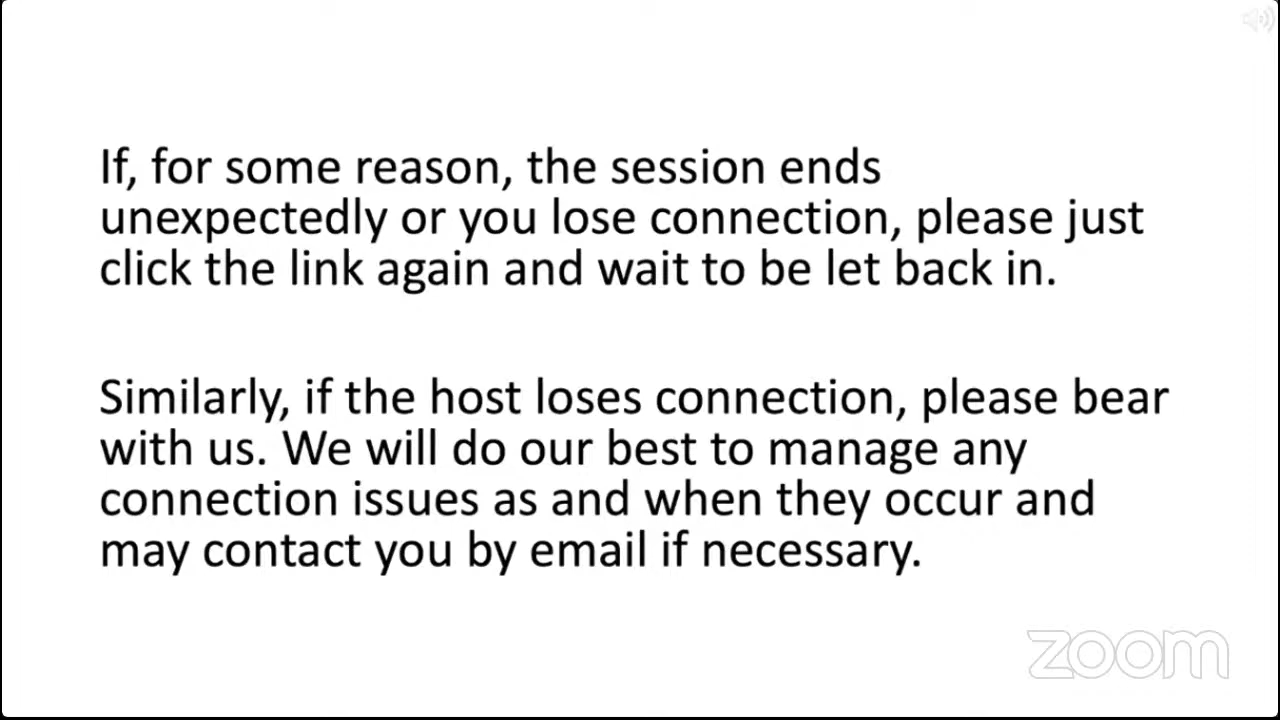 If, for some reason, the session ends
unexpectedly or you lose connection, please just
click the link again and wait to be let back in.
Similarly, if the host loses connection, please bear
with us. We will do our best to manage any
connection issues as and when they occur and
may contact you by email if necessary.
zoom